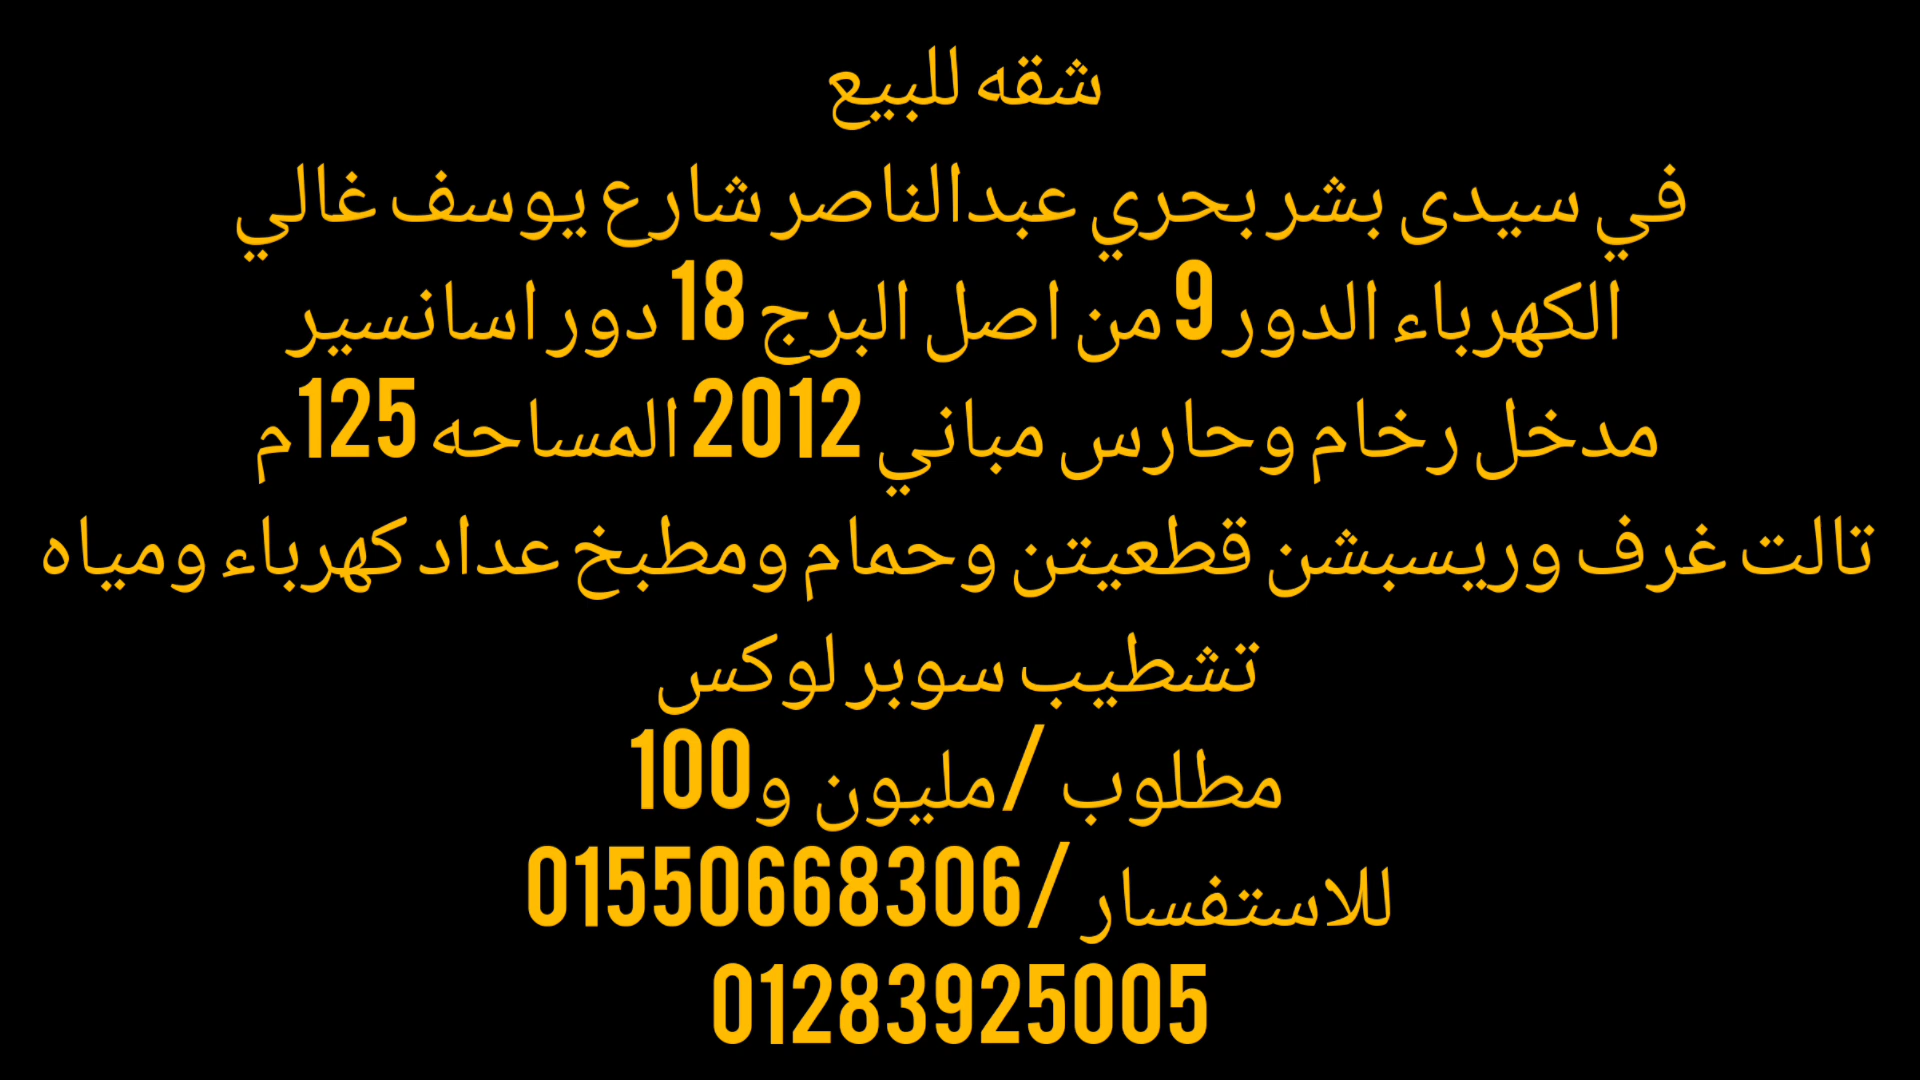 شقه للبيع
في سيدى بشر بحري عبدالناصر شارع يوسف غالي
الكهرباء الدور 9 من اصل البرج 18 دور اسانسير
مدخل رخام وحارس مباني 2012 المساحه 125م
تالت غرف وريسبشن قطعيتن وحمام ومطبخ عداد كهرباء ومياه
تشطيب سوبر لوكس
مطلوب /مليون و100
للاستفسار /01550668306
01283925005